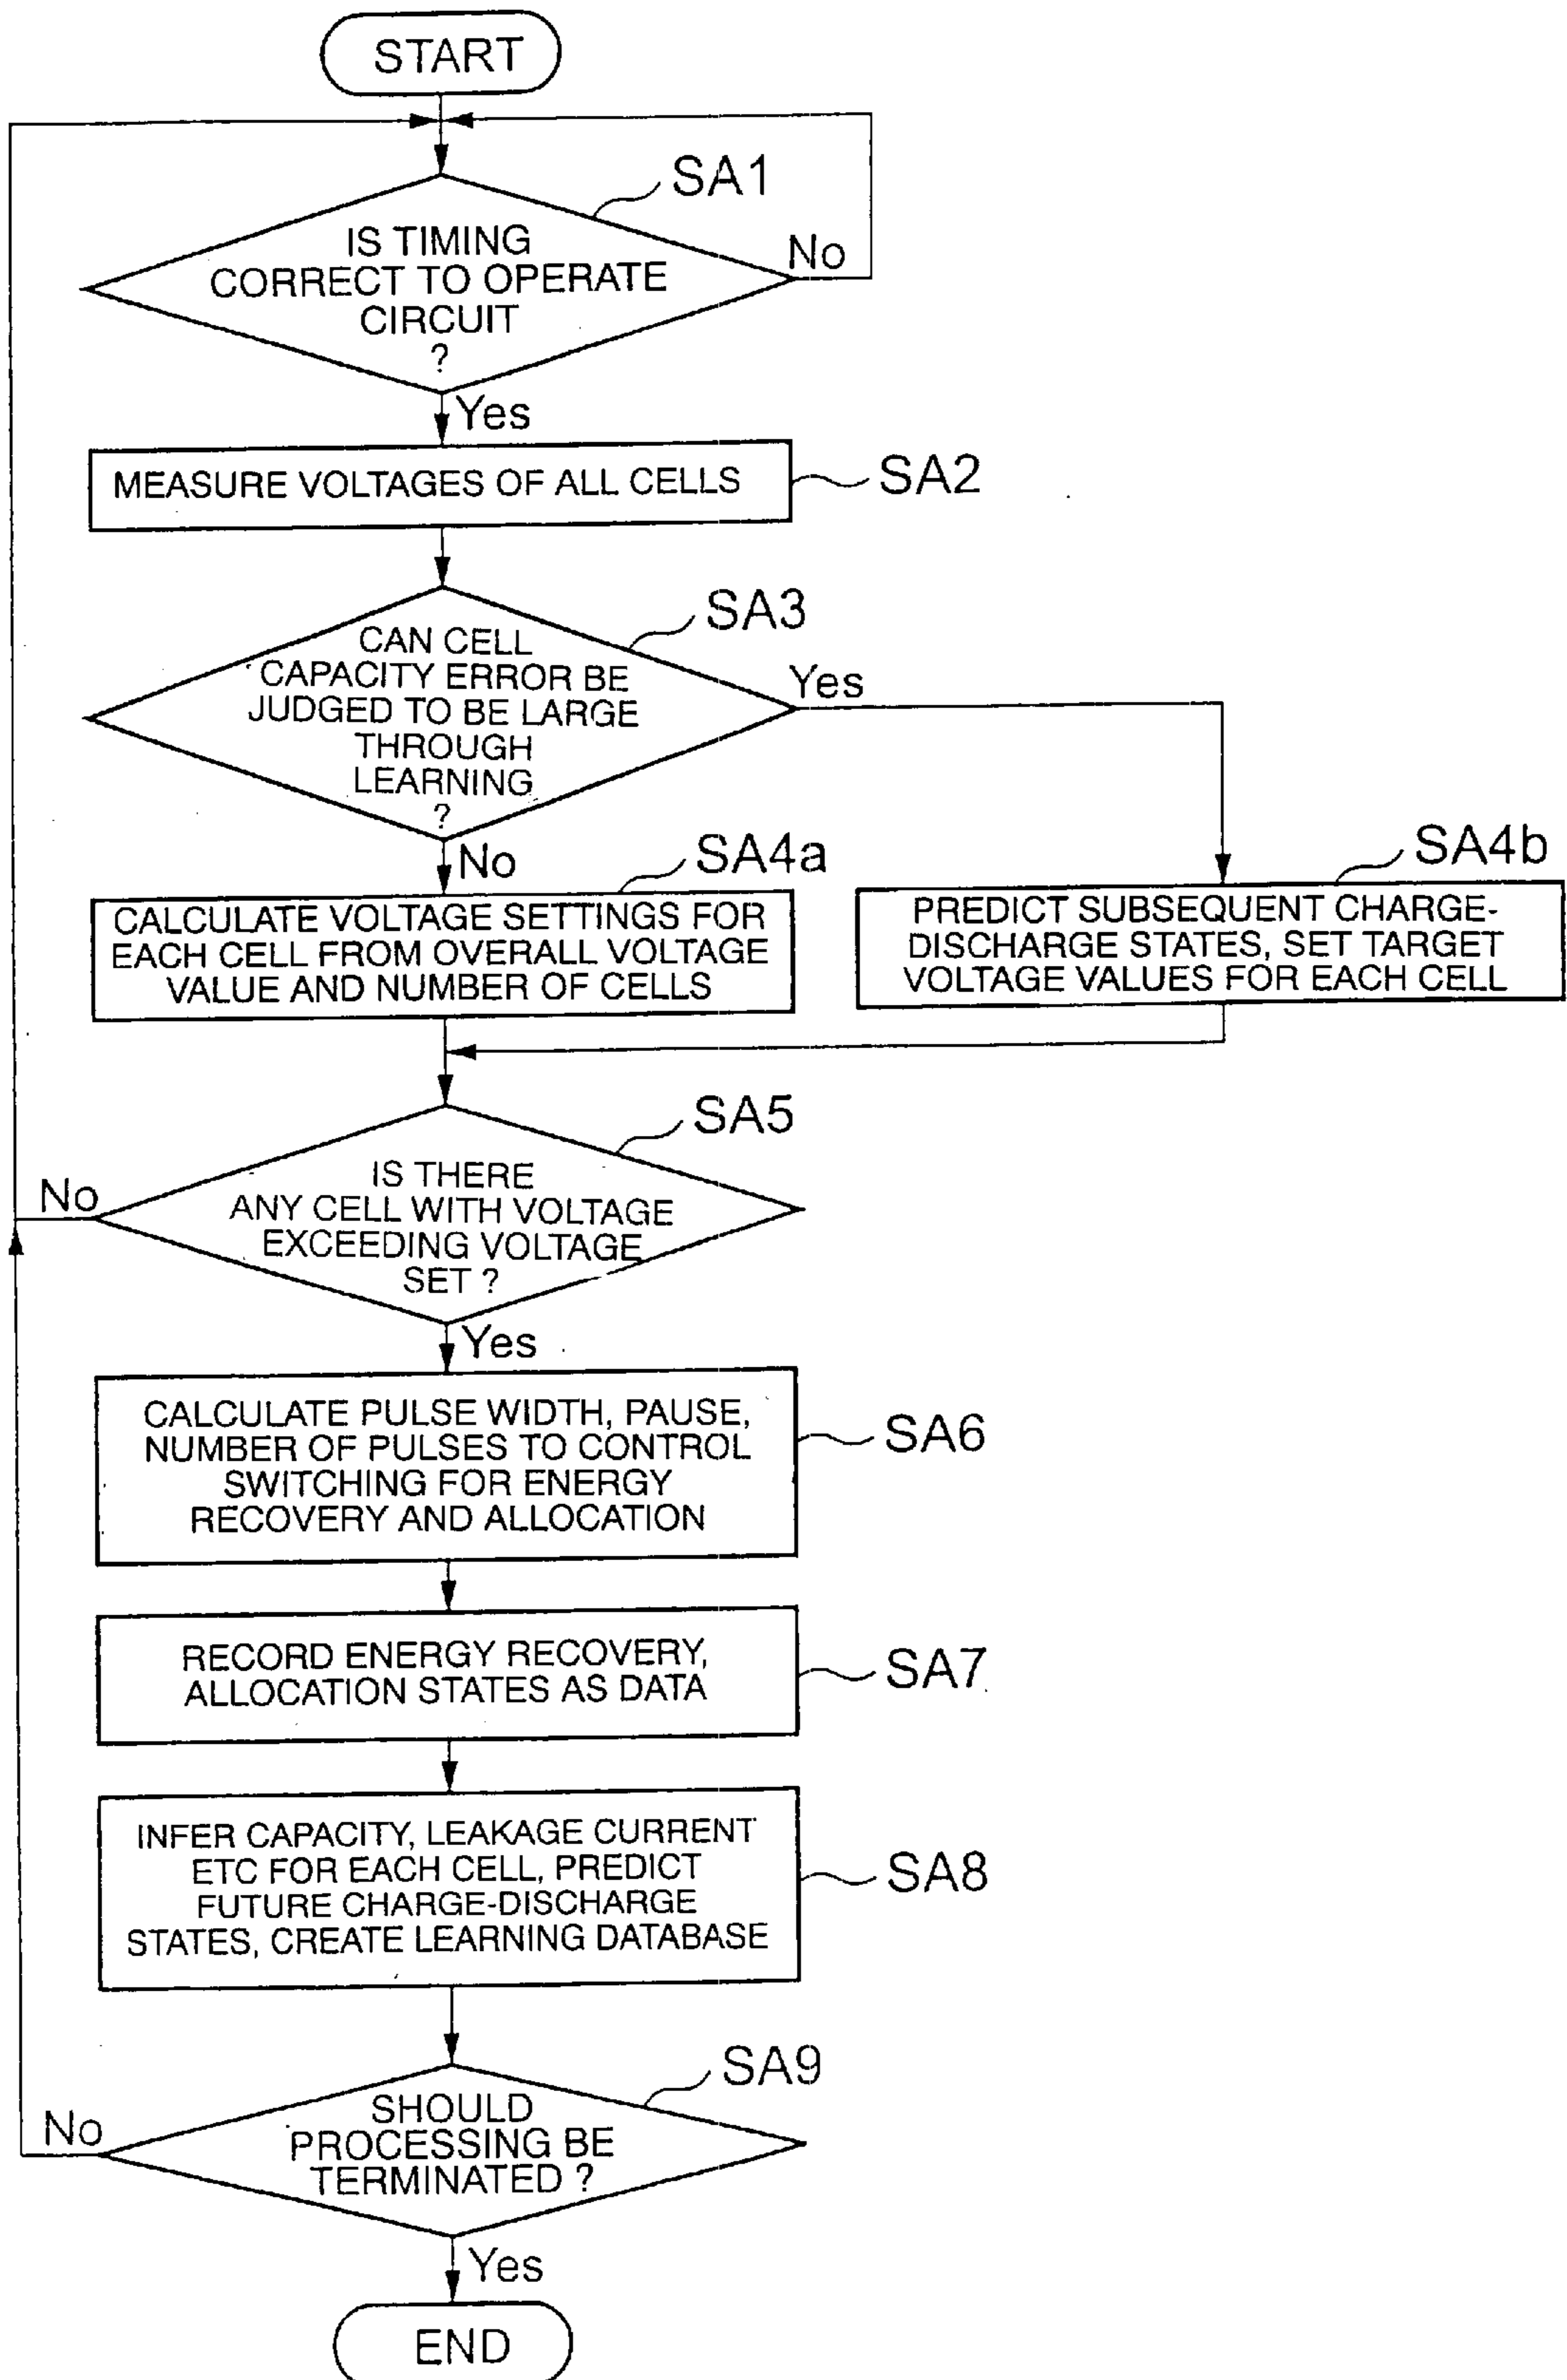 START
SA1
IS TIMING
CORRECT TO OPERATE
CIRCUIT
?
No
Yes
MEASURE VOLTAGES OF ALL CELLS
SA2
SA3
CAN CELL
CAPACITY ERROR BE
JUDGED TO BE LARGE
THROUGH
LEARNING
?
Yes
No
SA4a
CALCULATE VOLTAGE SETTINGS FOR
EACH CELL FROM OVERALL VOLTAGE
VALUE AND NUMBER OF CELLS
SA4b
PREDICT SUBSEQUENT CHARGE-
DISCHARGE STATES, SET TARGET
VOLTAGE VALUES FOR EACH CELL
SA5
IS THERE
ANY CELL WITH VOLTAGE
EXCEEDING VOLTAGE
SET ?
No
Yes
CALCULATE PULSE WIDTH, PAUSE,
NUMBER OF PULSES TO CONTROL
SWITCHING FOR ENERGY
RECOVERY AND ALLOCATION
SA6
RECORD ENERGY RECOVERY,
ALLOCATION STATES AS DATA
SA7
INFER CAPACITY, LEAKAGE CURRENT
ETC FOR EACH CELL, PREDICT
FUTURE CHARGE-DISCHARGE
STATES, CREATE LEARNING DATABASE
SA8
SA9
SHOULD
PROCESSING BE
TERMINATED ?
No
Yes
END